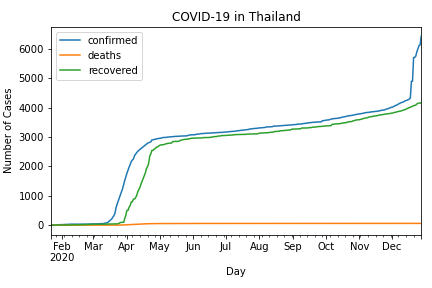 COVID-19 in Thailand
Number of Cases
6000
5000
4000
3000
2000
1000
0
confirmed
deaths
recovered
Feb Mar Apr May Jun Jul Aug Sep Oct Nov Dec
2020
Day